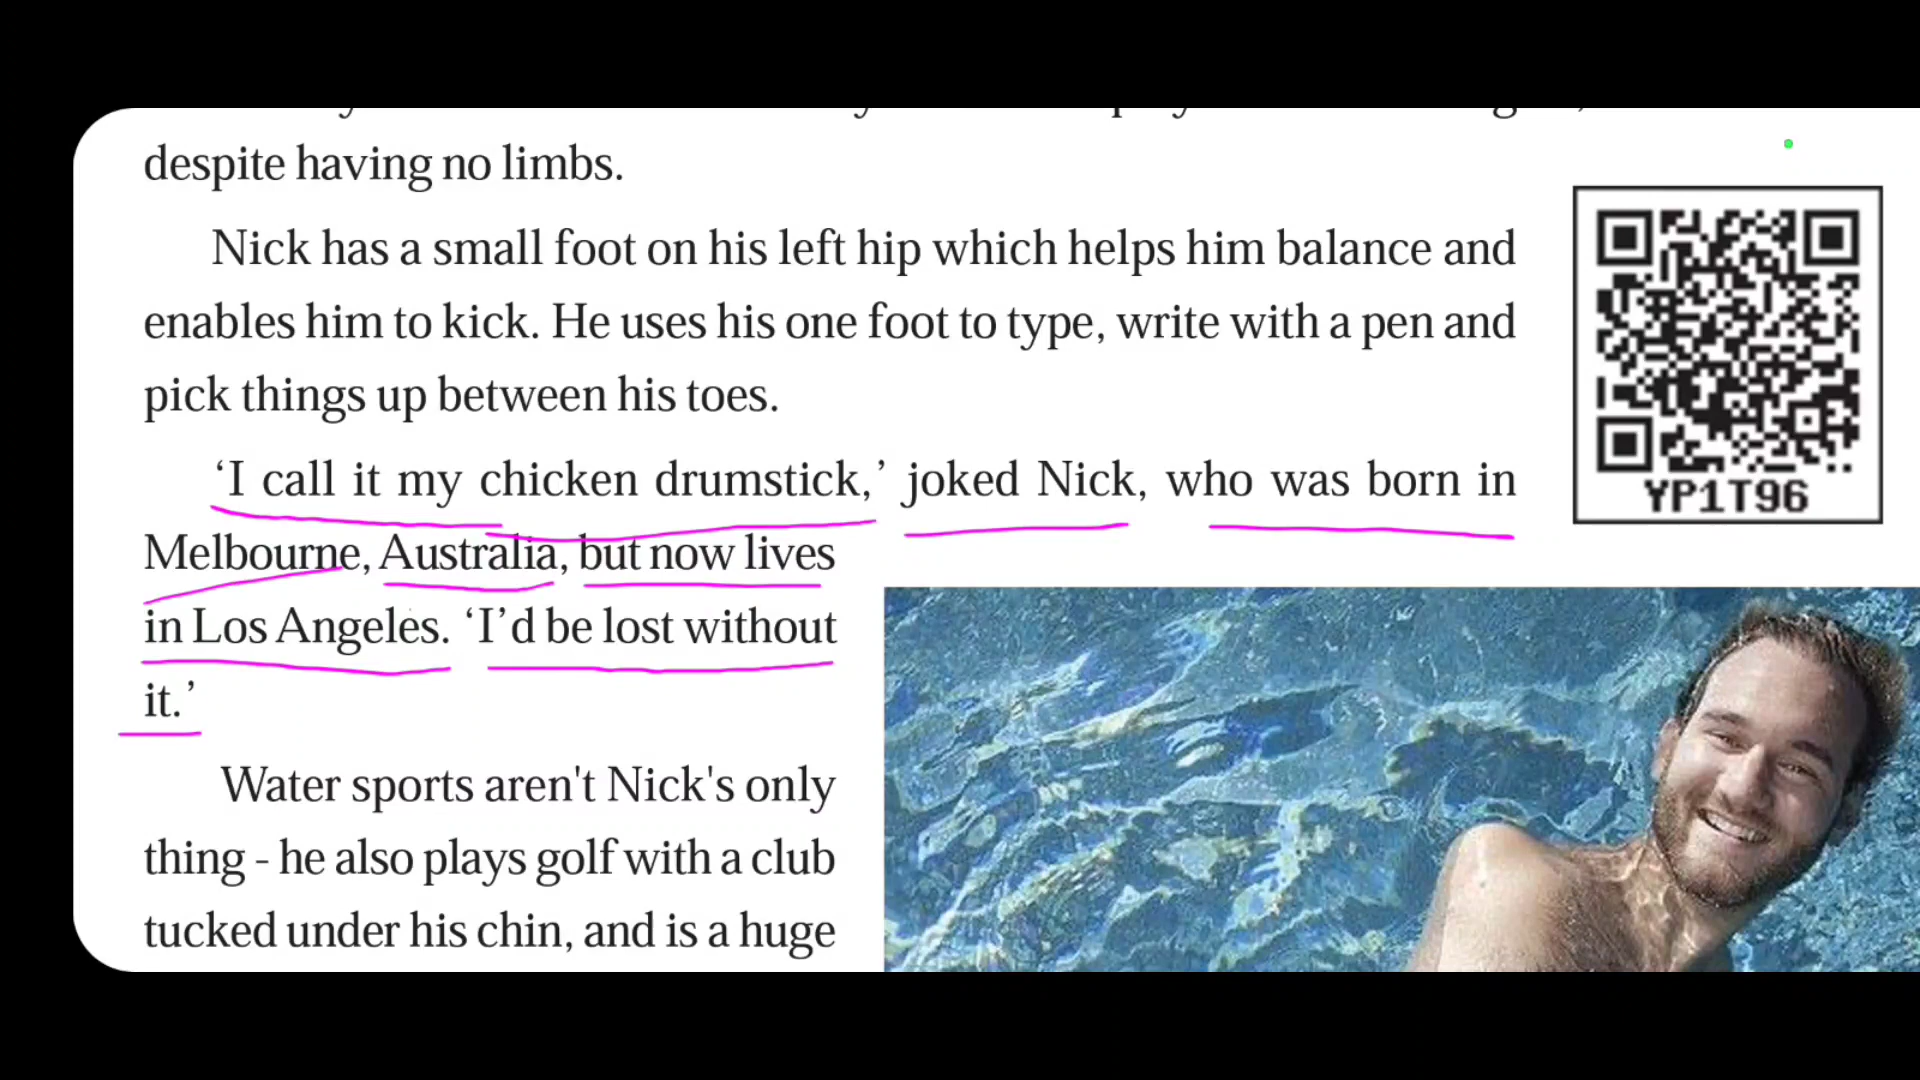 despite having no limbs.
Nick has a small foot on his left hip which helps him balance and
enables him to kick. He uses his one foot to type, write with a pen and
pick things up between his toes.
‘I call it my chicken drumstick,’ joked Nick, who was born in
Melbourne, Australia, but now lives
in Los Angeles. ‘I’d be lost without
it.’
Water sports aren't Nick's only
thing - he also plays golf with a club
tucked under his chin, and is a huge
YP1T96